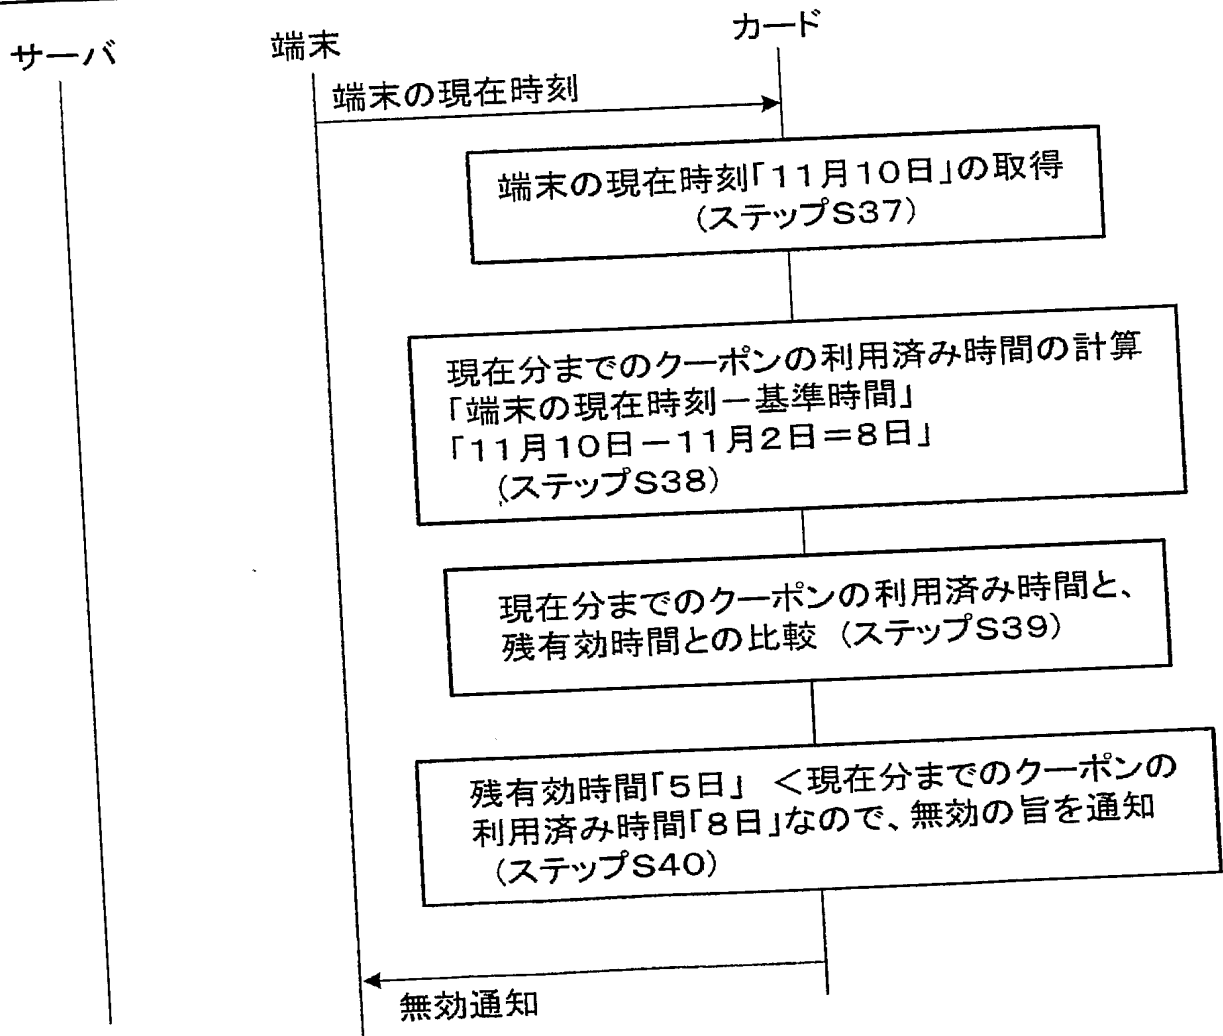 サーバ
端末
カード
端末の現在時刻
端末の現在時刻「11月10日」の取得
(ステップS37)
現在分までのクーポンの利用済み時間の計算
「端末の現在時刻－基準時間」
「11月10日－11月2日＝8日」
(ステップS38)
現在分までのクーポンの利用済み時間と、
残有効時間との比較 (ステップS39)
残有効時間「5日」 ＜現在分までのクーポンの
利用済み時間「8日」なので、無効の旨を通知
(ステップS40)
無効通知